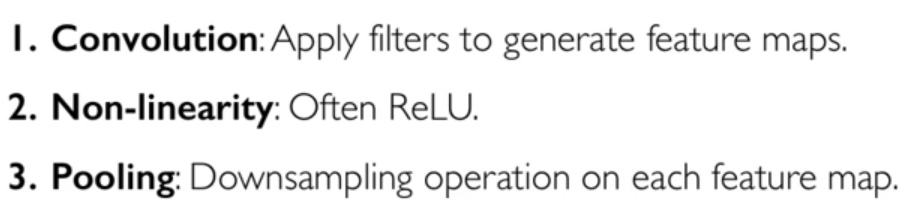 1. Convolution: Apply filters to generate feature maps.
2. Non-linearity: Often ReLU.
3. Pooling: Downsampling operation on each feature map.